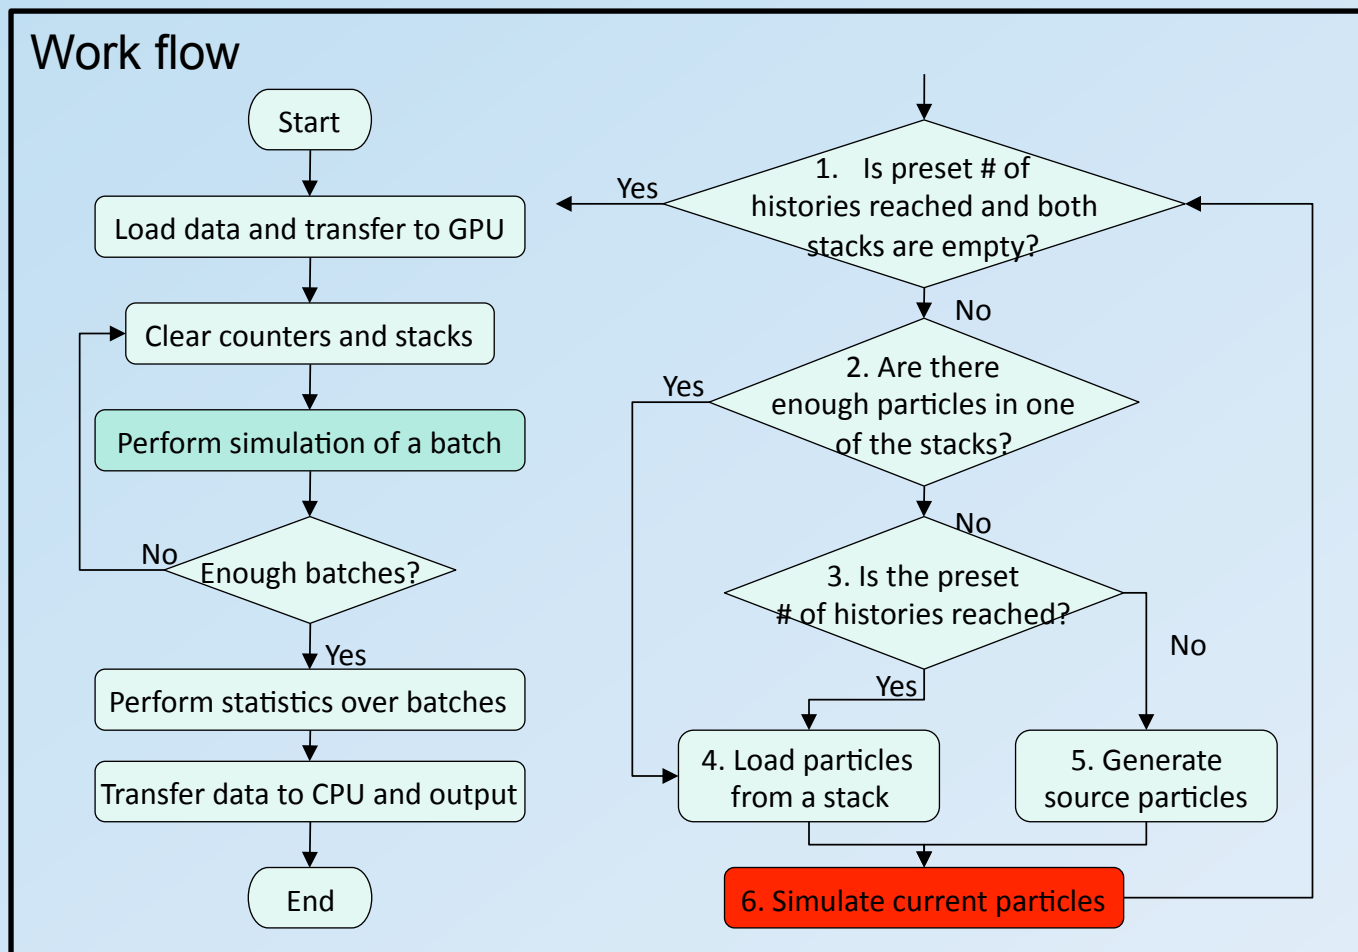 Work flow
Start
Load data and transfer to GPU
Clear counters and stacks
Perform simulation of a batch
No
Enough batches?
Yes
Perform statistics over batches
Transfer data to CPU and output
End
1. Is preset # of
histories reached and both
stacks are empty?
Yes
No
2. Are there
enough particles in one
of the stacks?
Yes
No
3. Is the preset
# of histories reached?
Yes
No
4. Load particles
from a stack
5. Generate
source particles
6. Simulate current particles